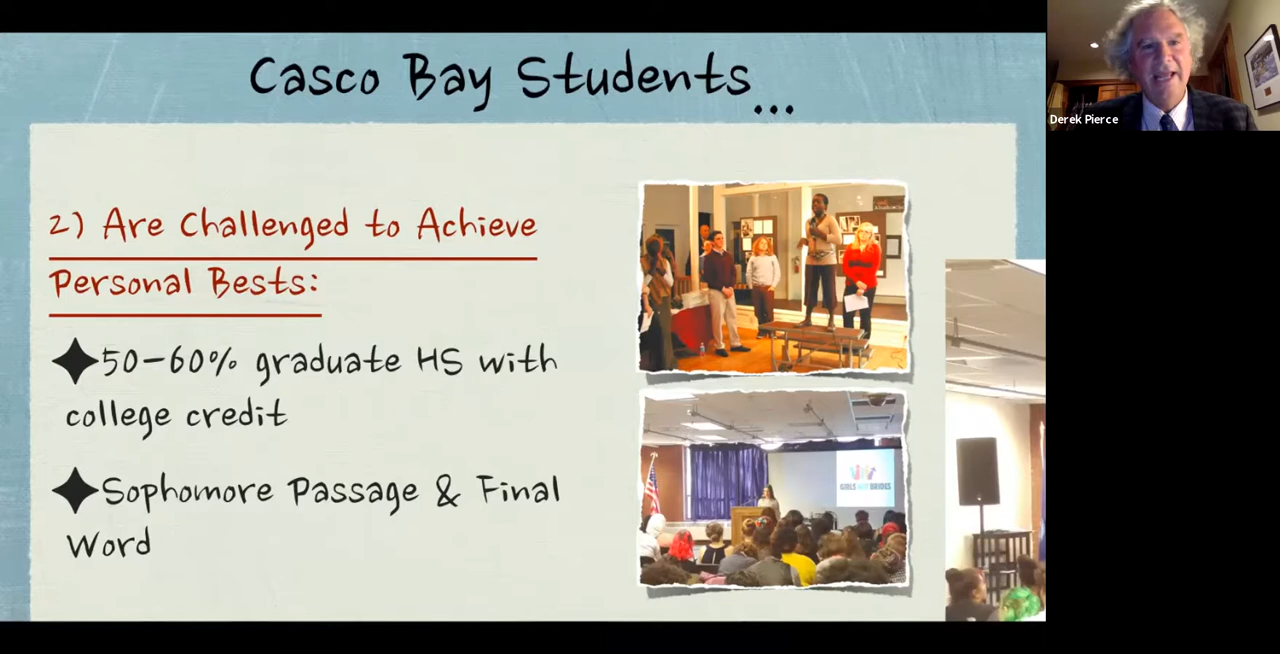 Casco Bay Students...
Derek Pierce
2) Are Challenged to Achieve
Personal Bests:
50-60% graduate HS with
college credit
Sophomore Passage & Final
Word
GIRLS NOT BRIDES